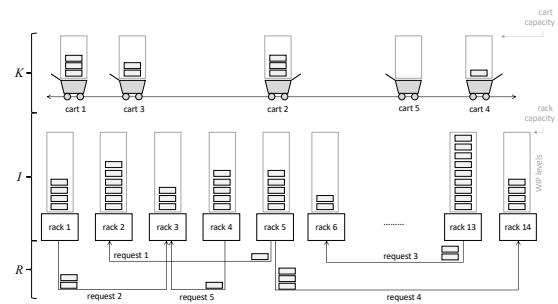 cart
capacity
K
cart 1 cart 3 cart 2 cart 5 cart 4
rack
capacity
I
WIP levels
rack 1 rack 2 rack 3 rack 4 rack 5 rack 6 ......... rack 13 rack 14
request 1 request 3
R
request 2 request 5 request 4